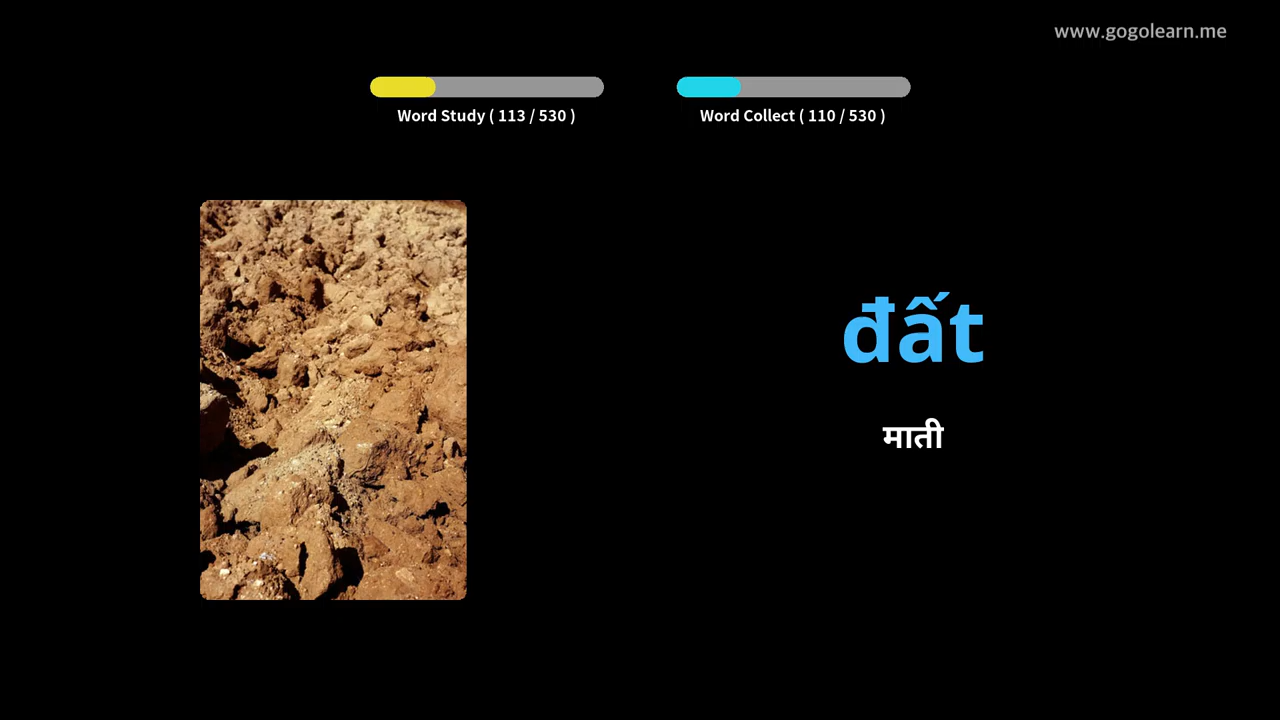 www.gogolearn.me
Word Study ( 113 / 530 )
Word Collect ( 110 / 530 )
đất
माती